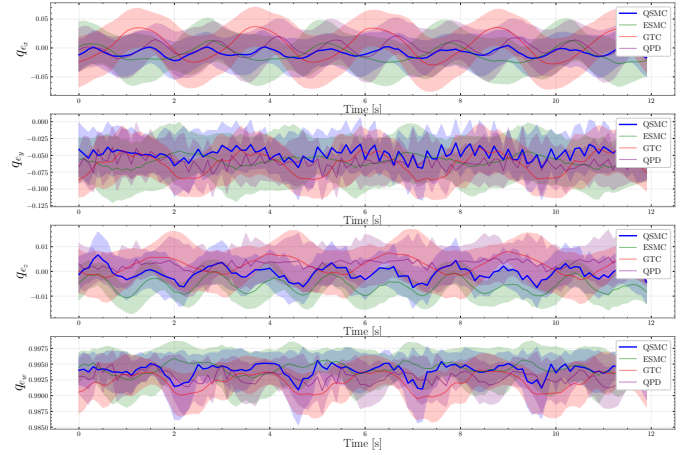 q_{e_x}
0.05
0.00
−0.05
QSMC
ESMC
GTC
QPD
0 2 4 6 8 10 12
Time [s]
q_{e_y}
0.000
−0.025
−0.050
−0.075
−0.100
−0.125
QSMC
ESMC
GTC
QPD
0 2 4 6 8 10 12
Time [s]
q_{e_z}
0.01
0.00
−0.01
QSMC
ESMC
GTC
QPD
0 2 4 6 8 10 12
Time [s]
q_{e_w}
0.9975
0.9950
0.9925
0.9900
0.9875
0.9850
QSMC
ESMC
GTC
QPD
0 2 4 6 8 10 12
Time [s]